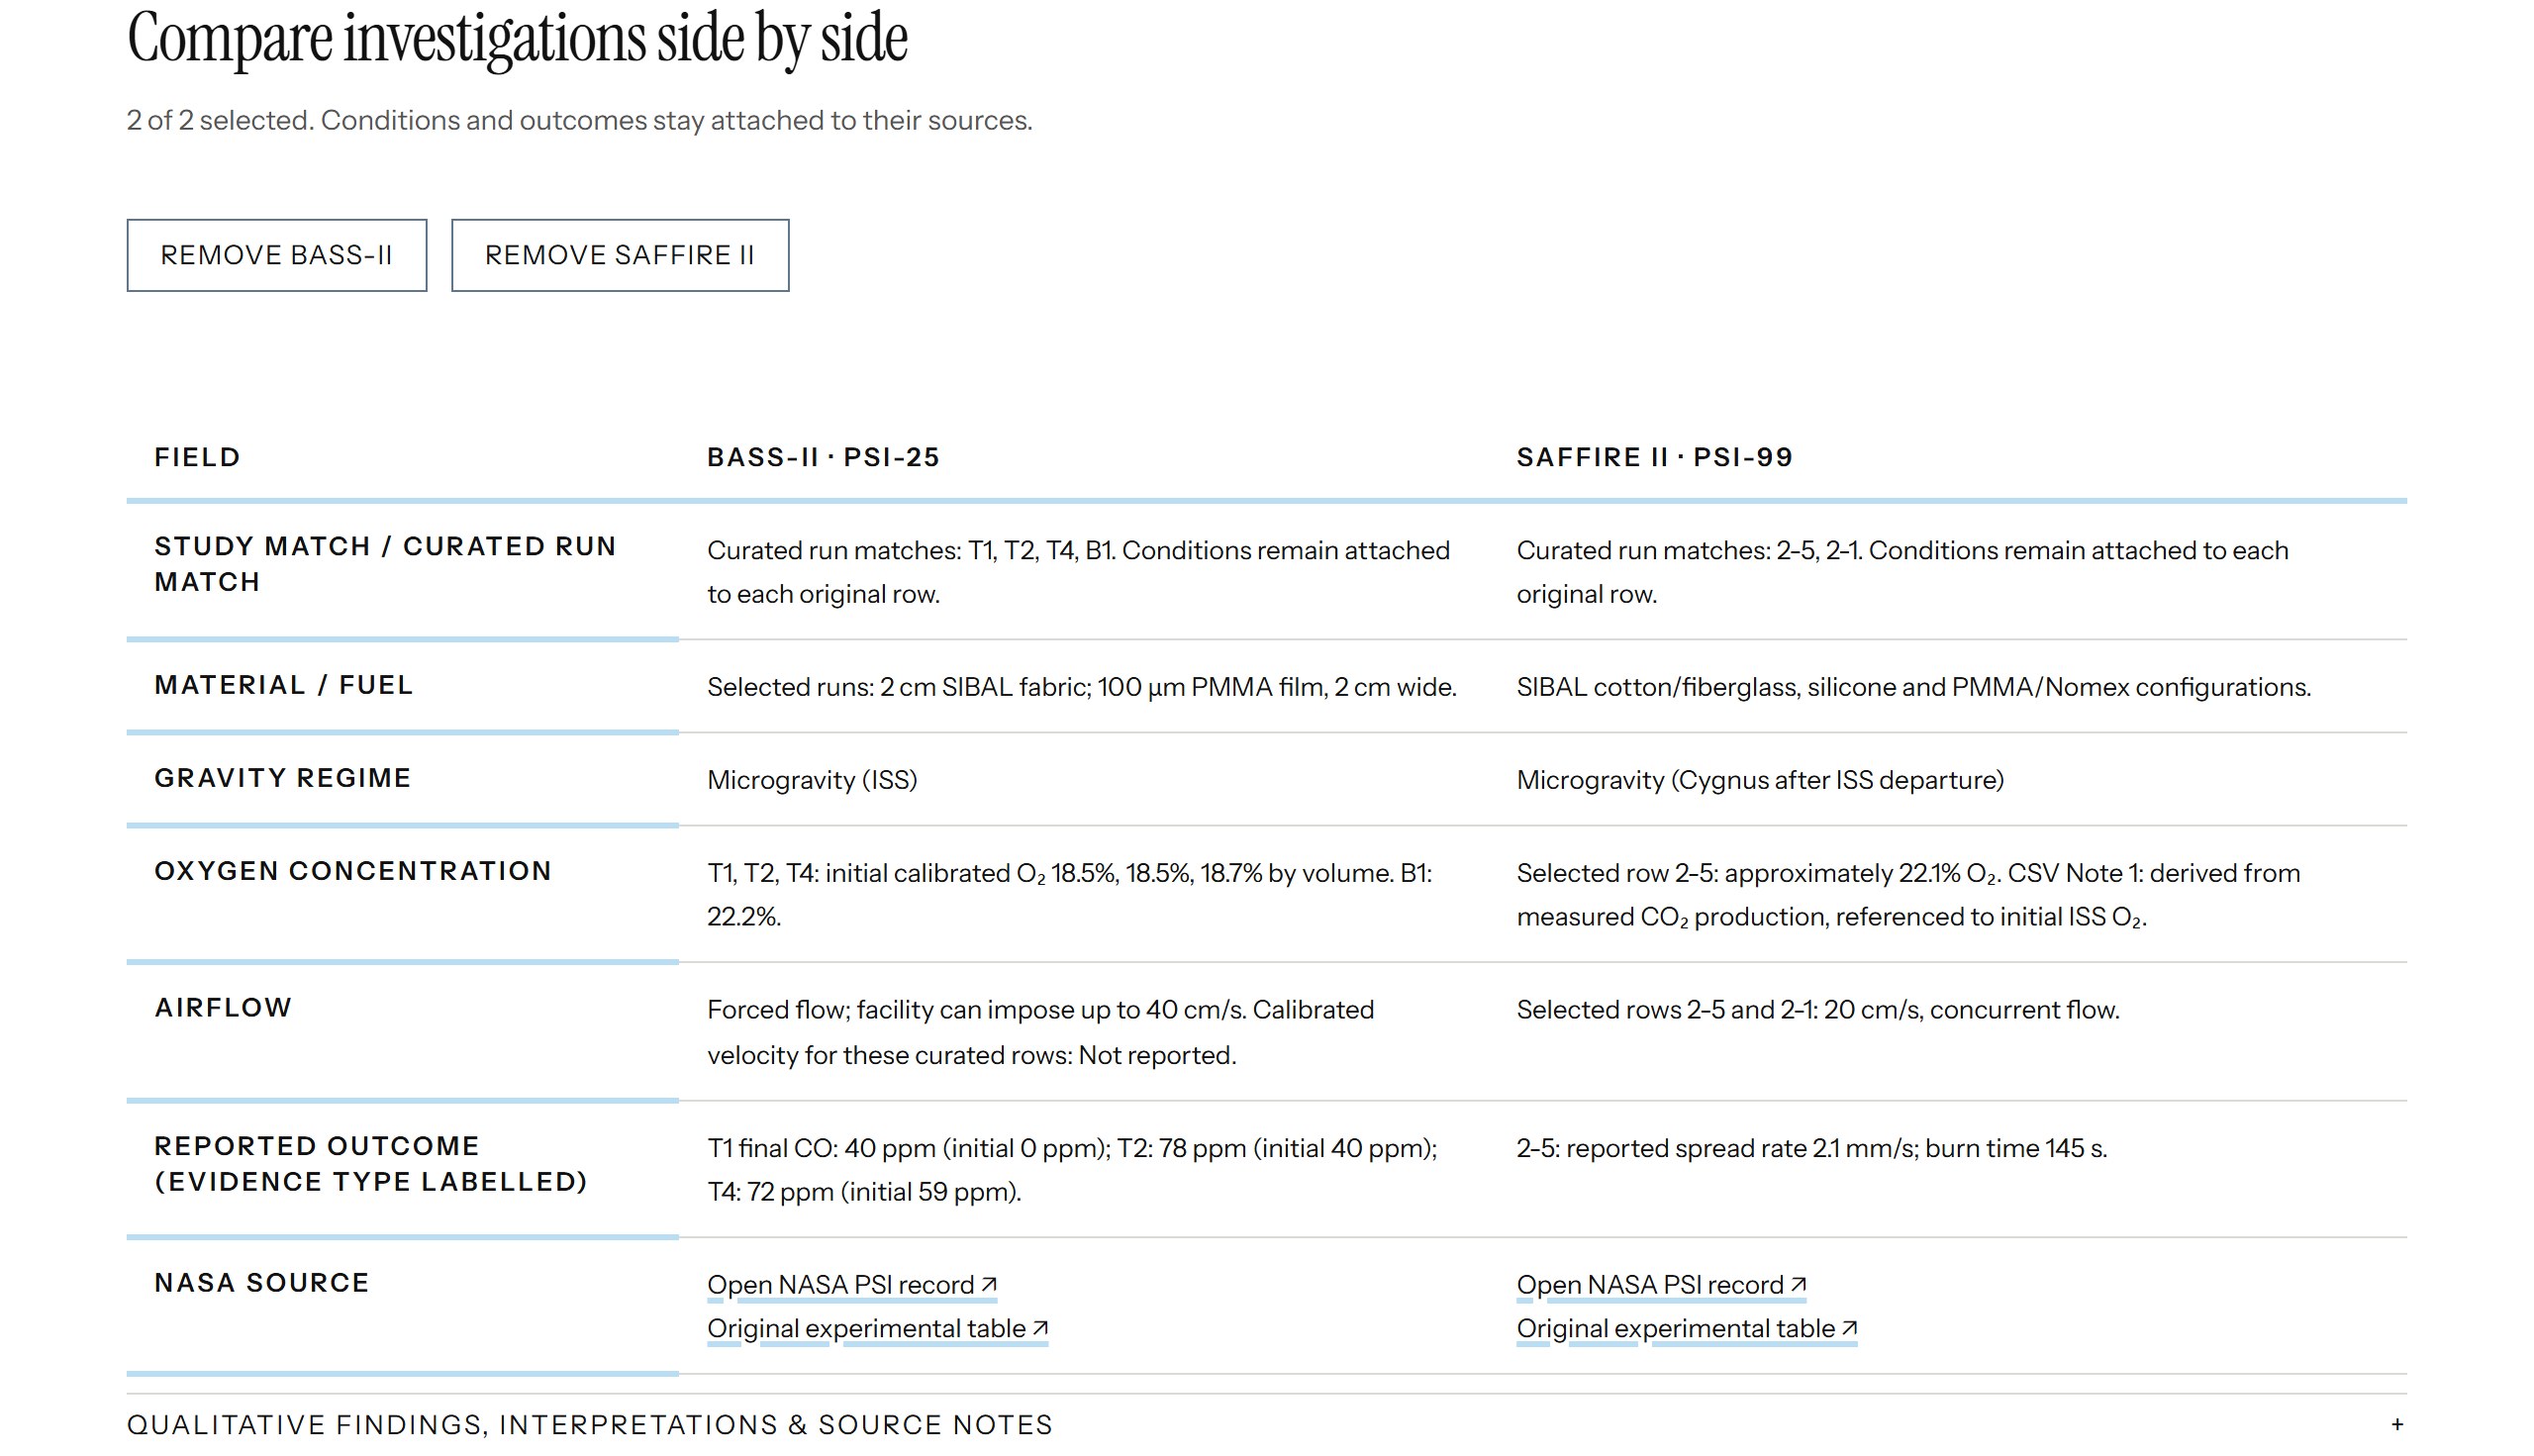 Compare investigations side by side
2 of 2 selected. Conditions and outcomes stay attached to their sources.
REMOVE BASS-II
REMOVE SAFFIRE II
FIELD
BASS-II · PSI-25
SAFFIRE II · PSI-99
STUDY MATCH / CURATED RUN
MATCH
Curated run matches: T1, T2, T4, B1. Conditions remain attached
to each original row.
Curated run matches: 2-5, 2-1. Conditions remain attached to each
original row.
MATERIAL / FUEL
Selected runs: 2 cm SIBAL fabric; 100 µm PMMA film, 2 cm wide.
SIBAL cotton/fiberglass, silicone and PMMA/Nomex configurations.
GRAVITY REGIME
Microgravity (ISS)
Microgravity (Cygnus after ISS departure)
OXYGEN CONCENTRATION
T1, T2, T4: initial calibrated O₂ 18.5%, 18.5%, 18.7% by volume. B1:
22.2%.
Selected row 2-5: approximately 22.1% O₂. CSV Note 1: derived from
measured CO₂ production, referenced to initial ISS O₂.
AIRFLOW
Forced flow; facility can impose up to 40 cm/s. Calibrated
velocity for these curated rows: Not reported.
Selected rows 2-5 and 2-1: 20 cm/s, concurrent flow.
REPORTED OUTCOME
(EVIDENCE TYPE LABELLED)
T1 final CO: 40 ppm (initial 0 ppm); T2: 78 ppm (initial 40 ppm);
T4: 72 ppm (initial 59 ppm).
2-5: reported spread rate 2.1 mm/s; burn time 145 s.
NASA SOURCE
Open NASA PSI record ↗
Original experimental table ↗
Open NASA PSI record ↗
Original experimental table ↗
QUALITATIVE FINDINGS, INTERPRETATIONS & SOURCE NOTES
+